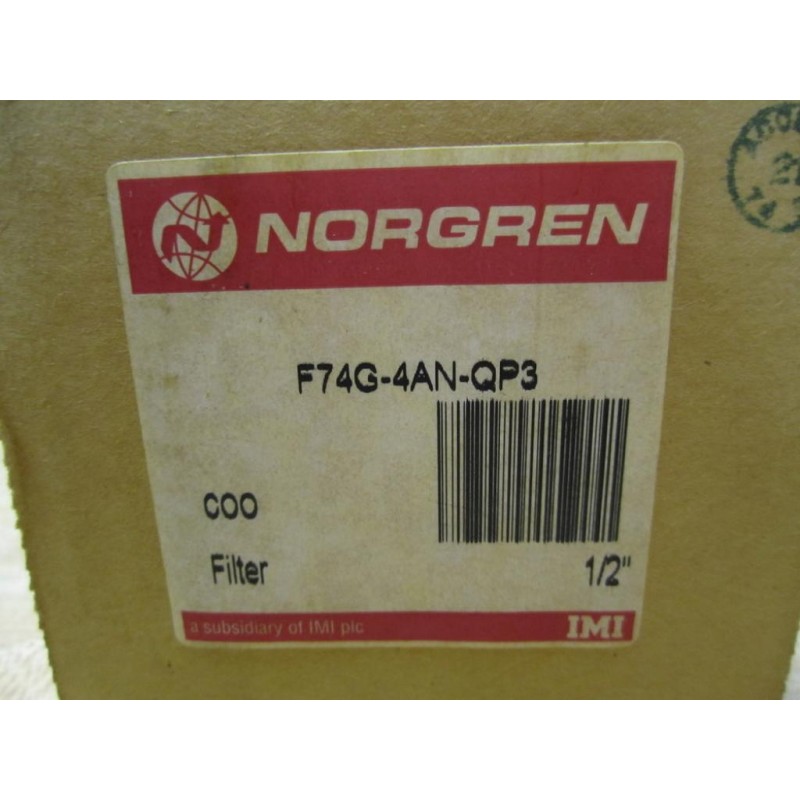 NORGREN
F74G-4AN-QP3
COO
Filter 1/2"
a subsidiary of IMI plc IMI